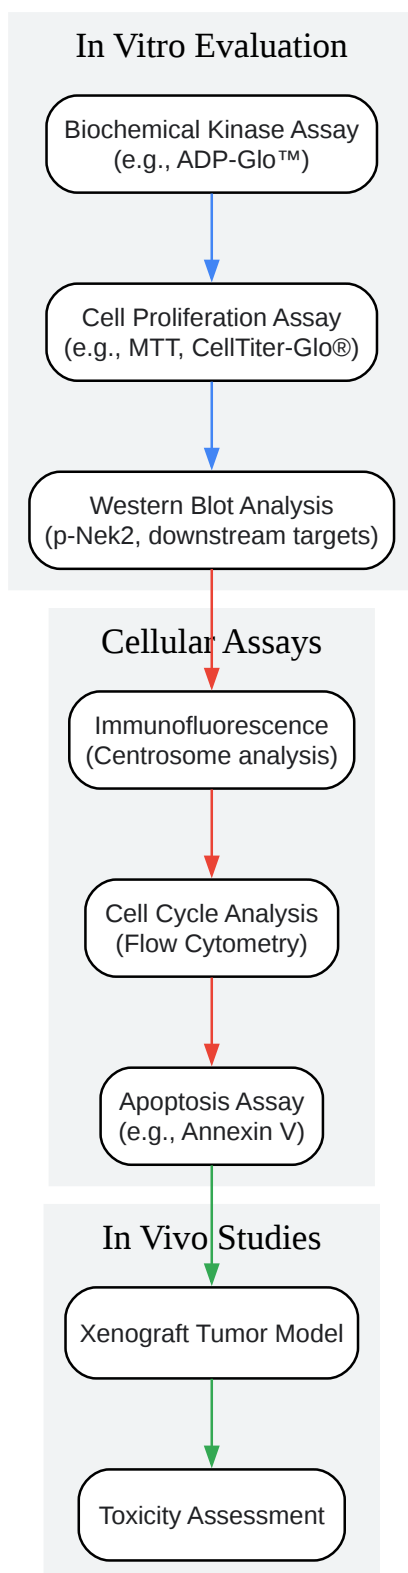 In Vitro Evaluation
Biochemical Kinase Assay
(e.g., ADP-Glo™)
Cell Proliferation Assay
(e.g., MTT, CellTiter-Glo®)
Western Blot Analysis
(p-Nek2, downstream targets)
Cellular Assays
Immunofluorescence
(Centrosome analysis)
Cell Cycle Analysis
(Flow Cytometry)
Apoptosis Assay
(e.g., Annexin V)
In Vivo Studies
Xenograft Tumor Model
Toxicity Assessment